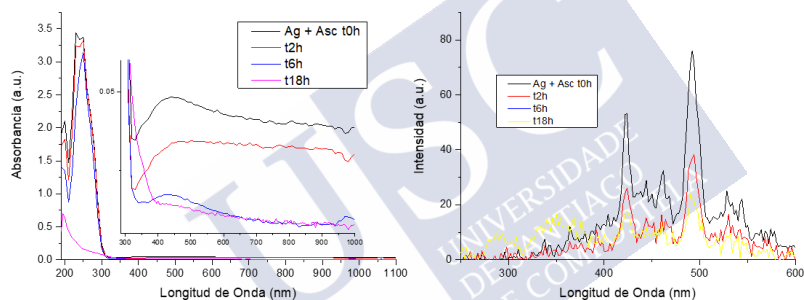 Absorbancia (a.u.)
3.5
3.0
2.5
2.0
1.5
1.0
0.5
0.0
200 300 400 500 600 700 800 900 1000 1100
Longitud de Onda (nm)
Ag + Asc t0h
t2h
t6h
t18h
0.05
300 400 500 600 700 800 900 1000
Intensidad (a.u.)
80
60
40
20
0
300 400 500 600
Longitud de Onda (nm)
Ag + Asc t0h
t2h
t6h
t18h
USC
UNIVERSIDADE
DE SANTIAGO
DE COMPOSTELA